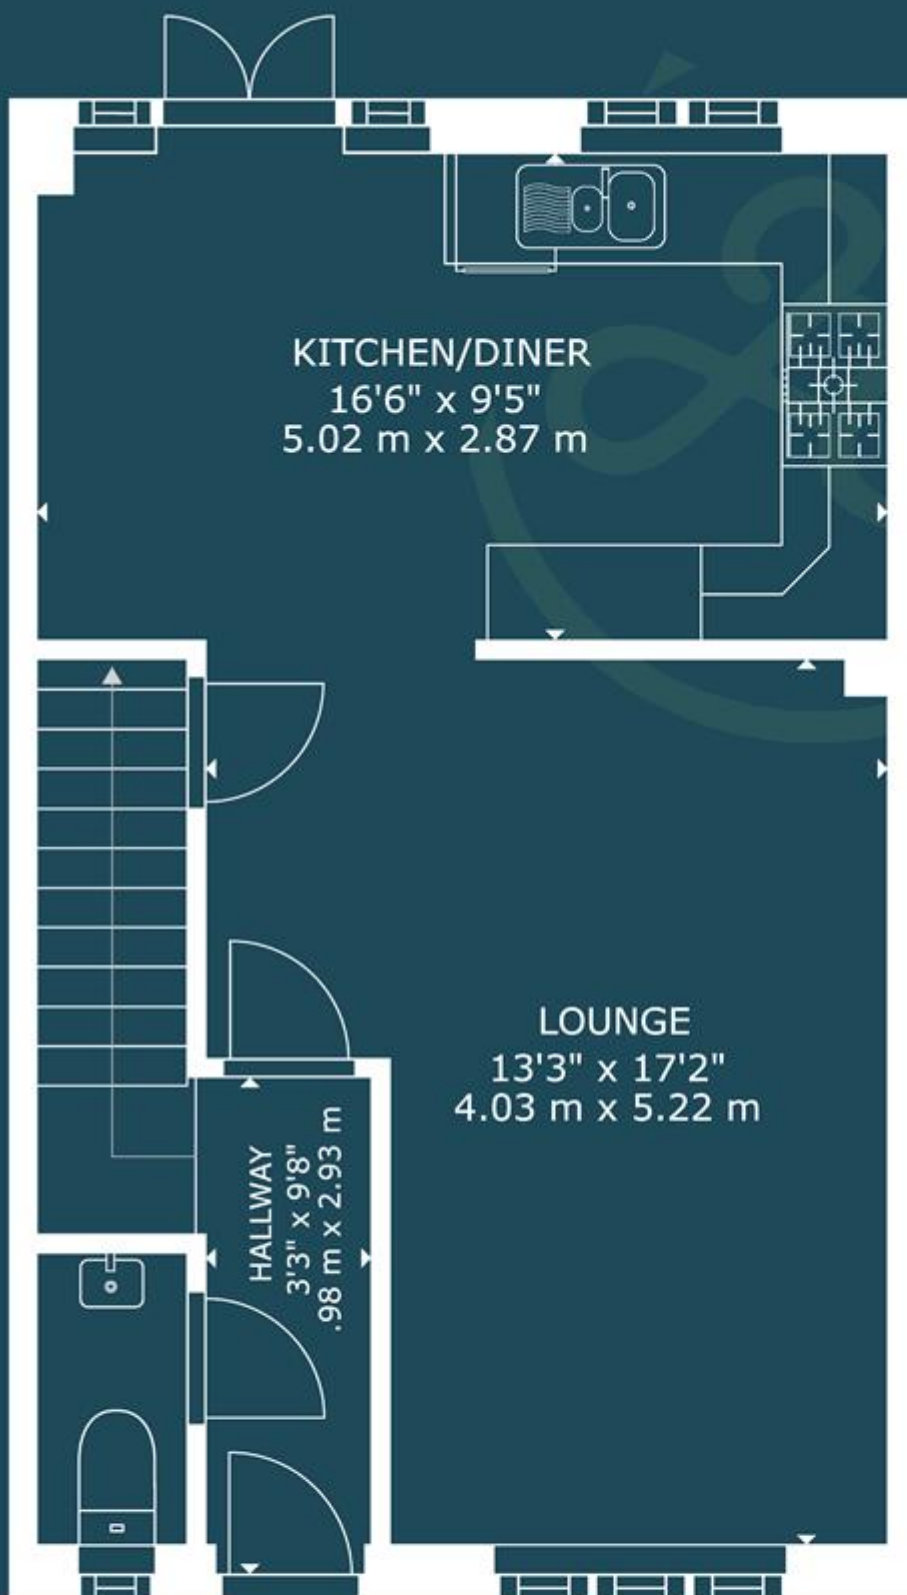 KITCHEN/DINER
16'6" x 9'5"
5.02 m x 2.87 m
LOUNGE
13'3" x 17'2"
4.03 m x 5.22 m
HALLWAY
3'3" x 9'8"
.98 m x 2.93 m